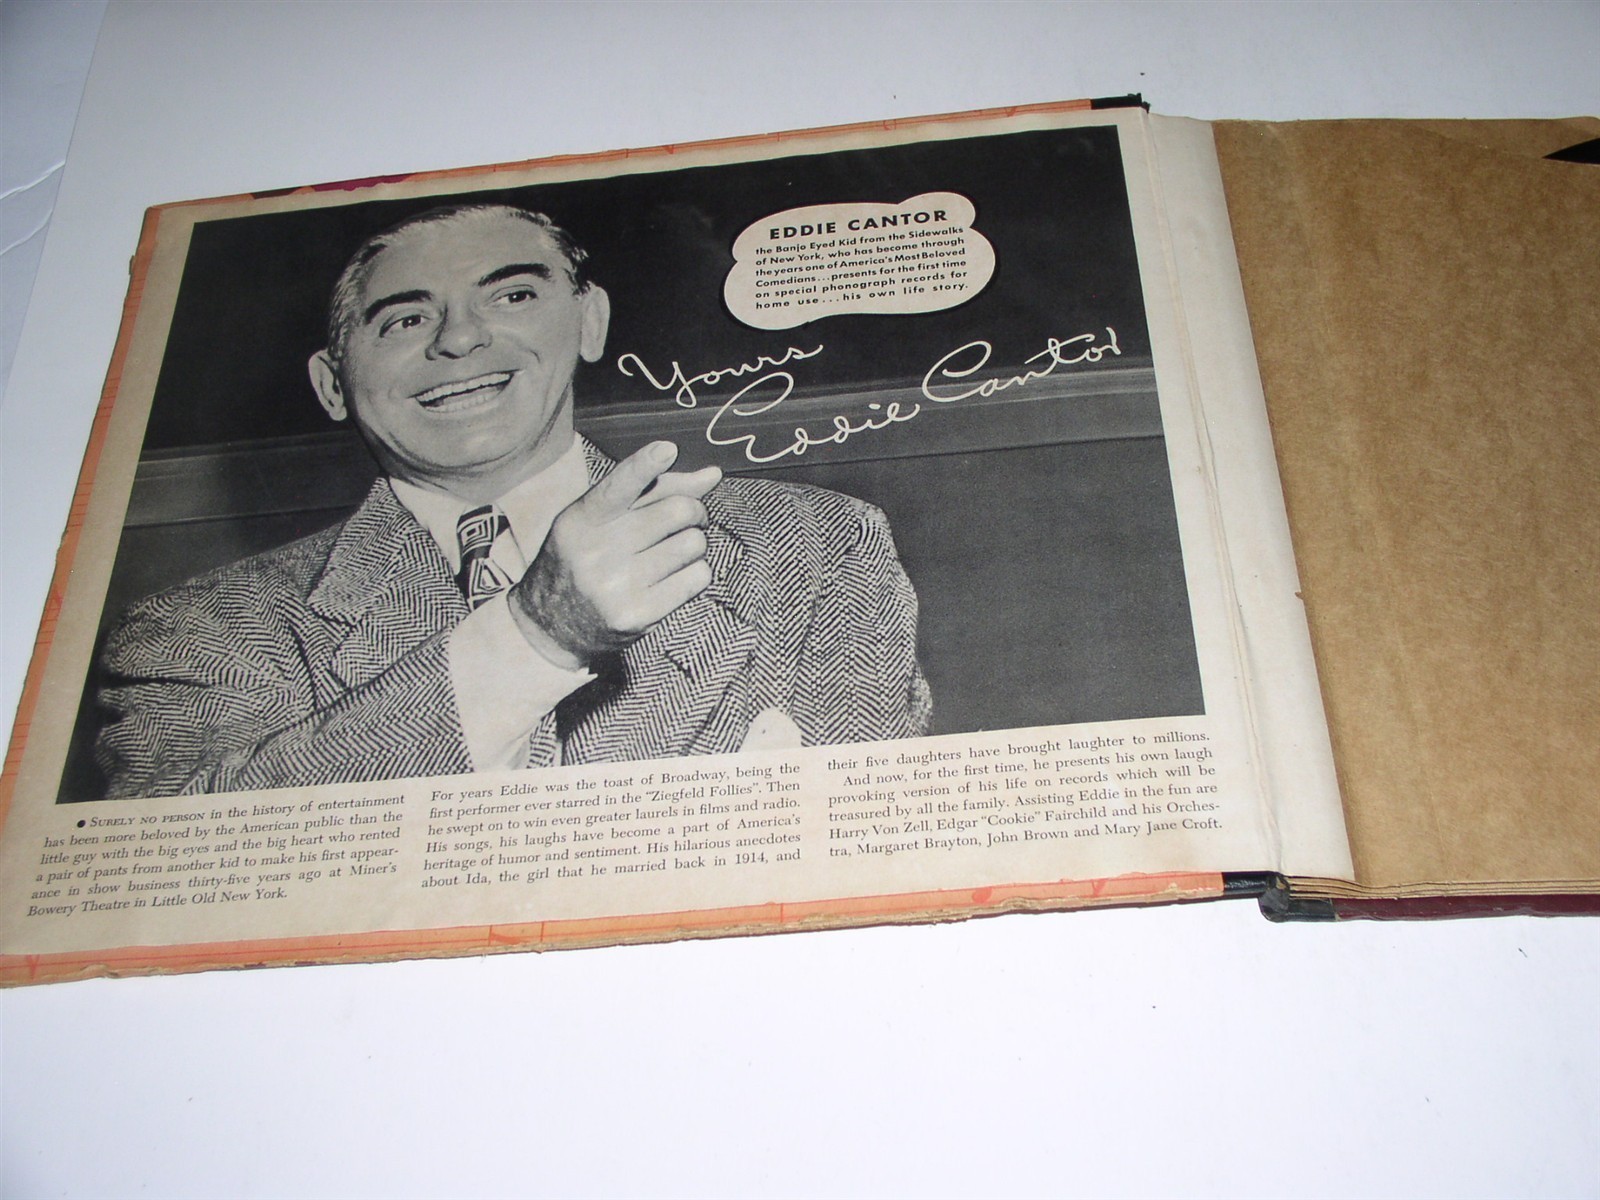 EDDIE CANTOR
the Banjo Eyed Kid from the Sidewalks
of New York, who has become through
the years one of America's Most Beloved
Comedians...presents for the first time
on special phonograph records for
home use...his own life story.
Yours
Eddie Cantor
● SURELY NO PERSON in the history of entertainment
has been more beloved by the American public than the
little guy with the big eyes and the big heart who rented
a pair of pants from another kid to make his first appear-
ance in show business thirty-five years ago at Miner's
Bowery Theatre in Little Old New York.
For years Eddie was the toast of Broadway, being the
first performer ever starred in the "Ziegfeld Follies". Then
he swept on to win even greater laurels in films and radio.
His songs, his laughs have become a part of America's
heritage of humor and sentiment. His hilarious anecdotes
about Ida, the girl that he married back in 1914, and
their five daughters have brought laughter to millions.
And now, for the first time, he presents his own laugh
provoking version of his life on records which will be
treasured by all the family. Assisting Eddie in the fun are
Harry Von Zell, Edgar "Cookie" Fairchild and his Orches-
tra, Margaret Brayton, John Brown and Mary Jane Croft.